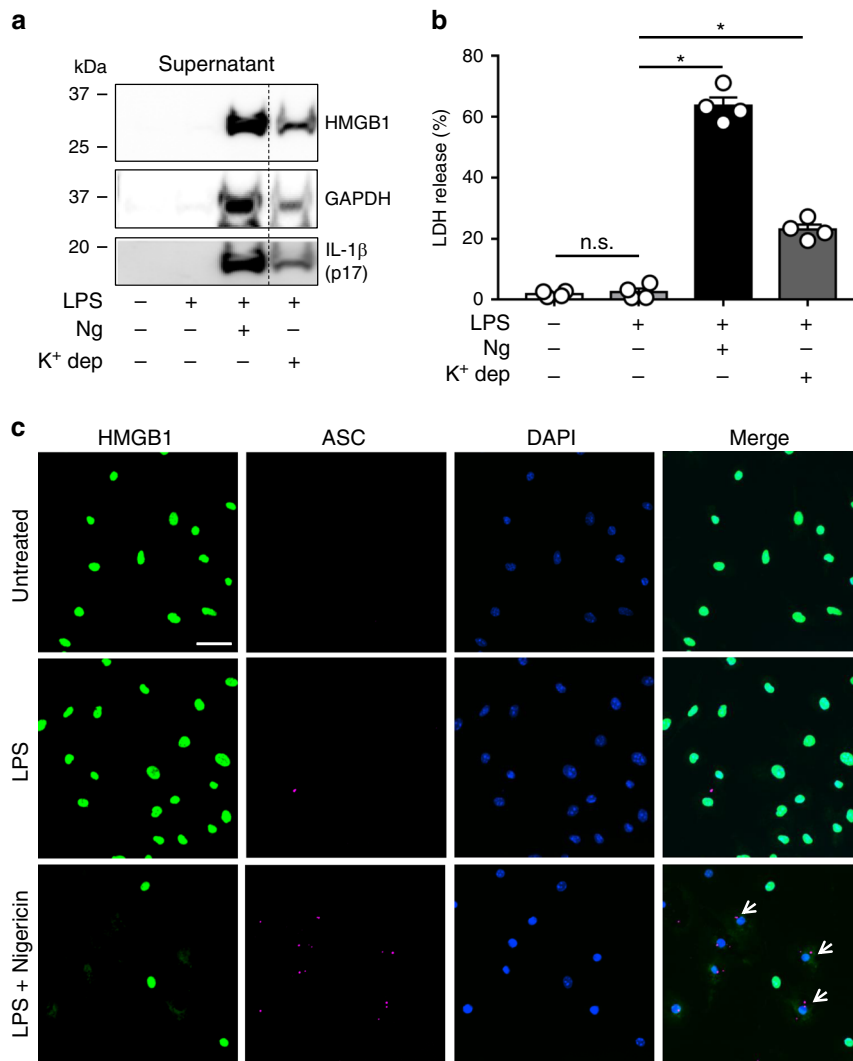 a
kDa
Supernatant
37 –
25 –
HMGB1
37 –
GAPDH
20 –
IL-1β
(p17)
LPS – + + +
Ng – – + –
K+ dep – – – +
b
LDH release (%)
80
60
40
20
0
*
*
n.s.
LPS – + + +
Ng – – + –
K+ dep – – – +
c
HMGB1 ASC DAPI Merge
Untreated
LPS
LPS + Nigericin